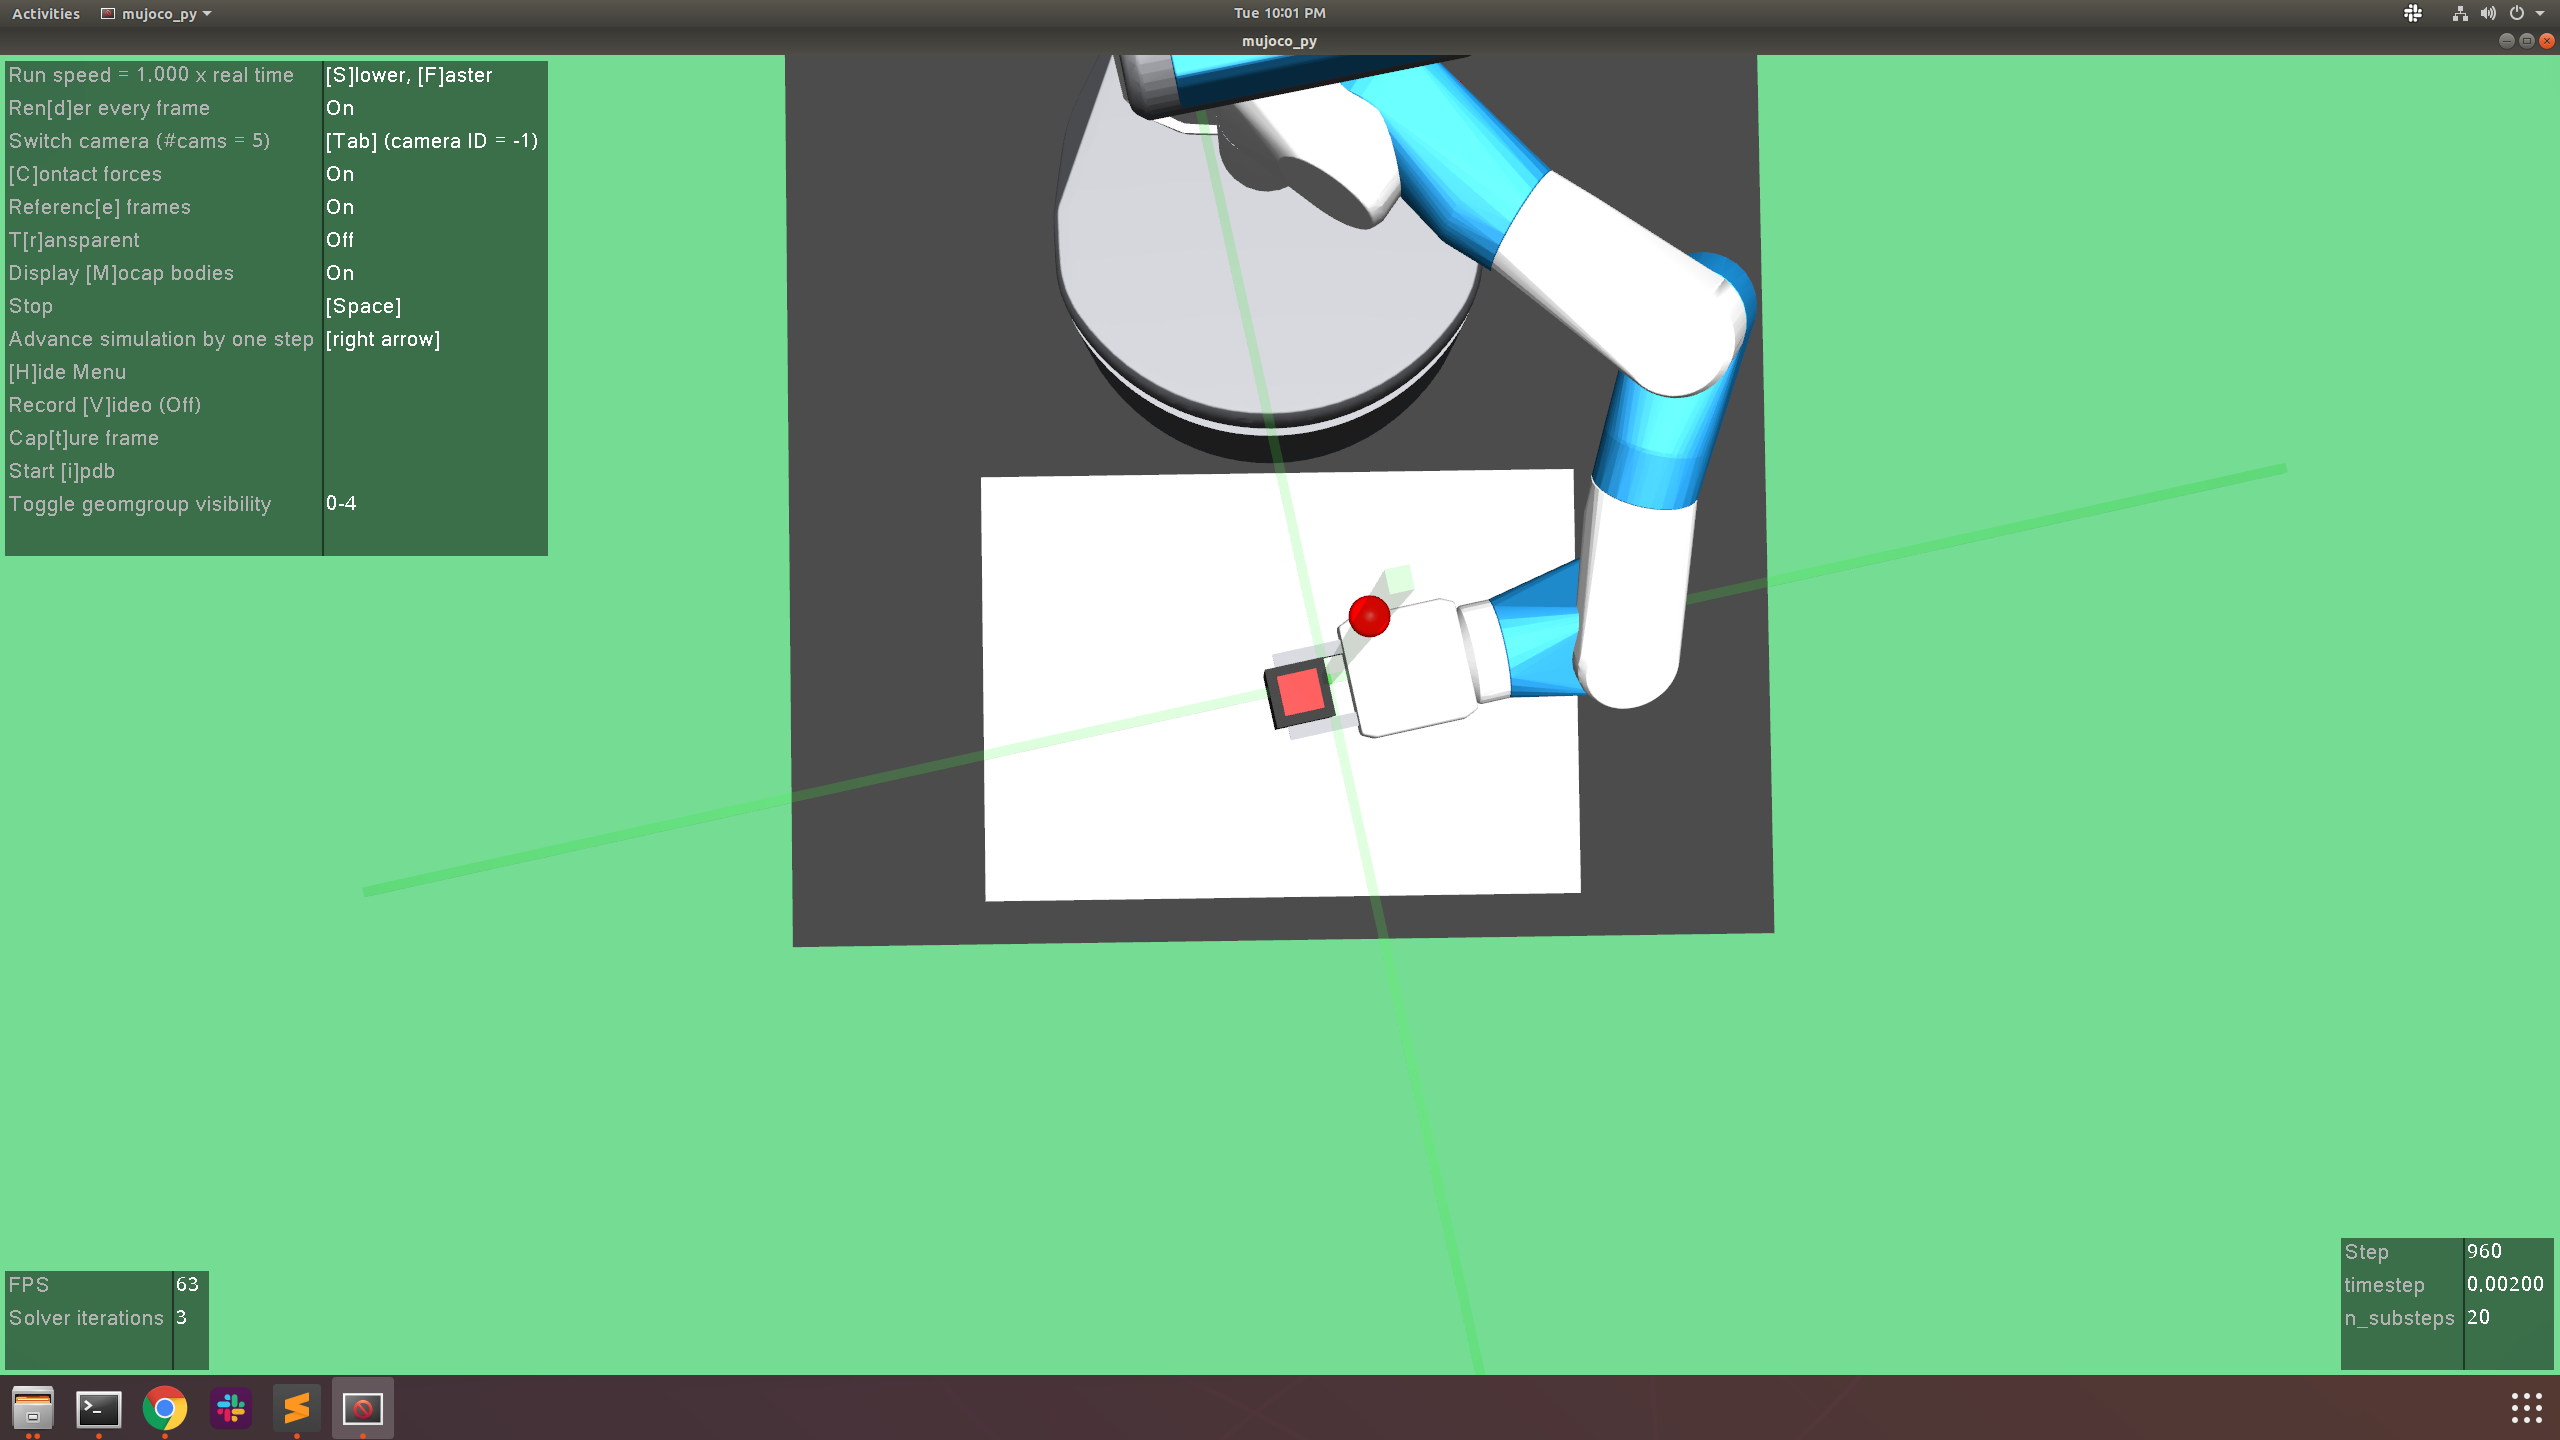 Activities mujoco_py Tue 10:01 PM
mujoco_py
Run speed = 1.000 x real time [S]lower, [F]aster
Ren[d]er every frame On
Switch camera (#cams = 5) [Tab] (camera ID = -1)
[C]ontact forces On
Referenc[e] frames On
T[r]ansparent Off
Display [M]ocap bodies On
Stop [Space]
Advance simulation by one step [right arrow]
[H]ide Menu
Record [V]ideo (Off)
Cap[t]ure frame
Start [i]pdb
Toggle geomgroup visibility 0-4
FPS 63
Solver iterations 3
Step 960
timestep 0.00200
n_substeps 20